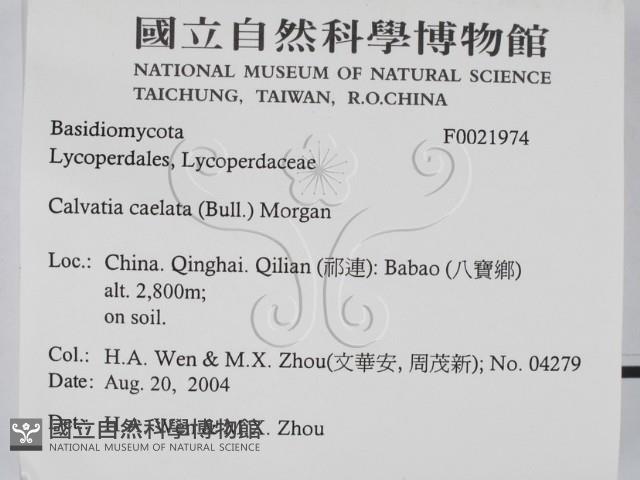 國立自然科學博物館
NATIONAL MUSEUM OF NATURAL SCIENCE
TAICHUNG, TAIWAN, R.O.CHINA
Basidiomycota F0021974
Lycoperdales, Lycoperdaceae
Calvatia caelata (Bull.) Morgan
Loc.: China. Qinghai. Qilian (祁連): Babao (八寶鄉)
alt. 2,800m;
on soil.
Col.: H.A. Wen & M.X. Zhou(文華安, 周茂新); No. 04279
Date: Aug. 20, 2004
Det.: H.A. Wen & M.X. Zhou
國立自然科學博物館
NATIONAL MUSEUM OF NATURAL SCIENCE